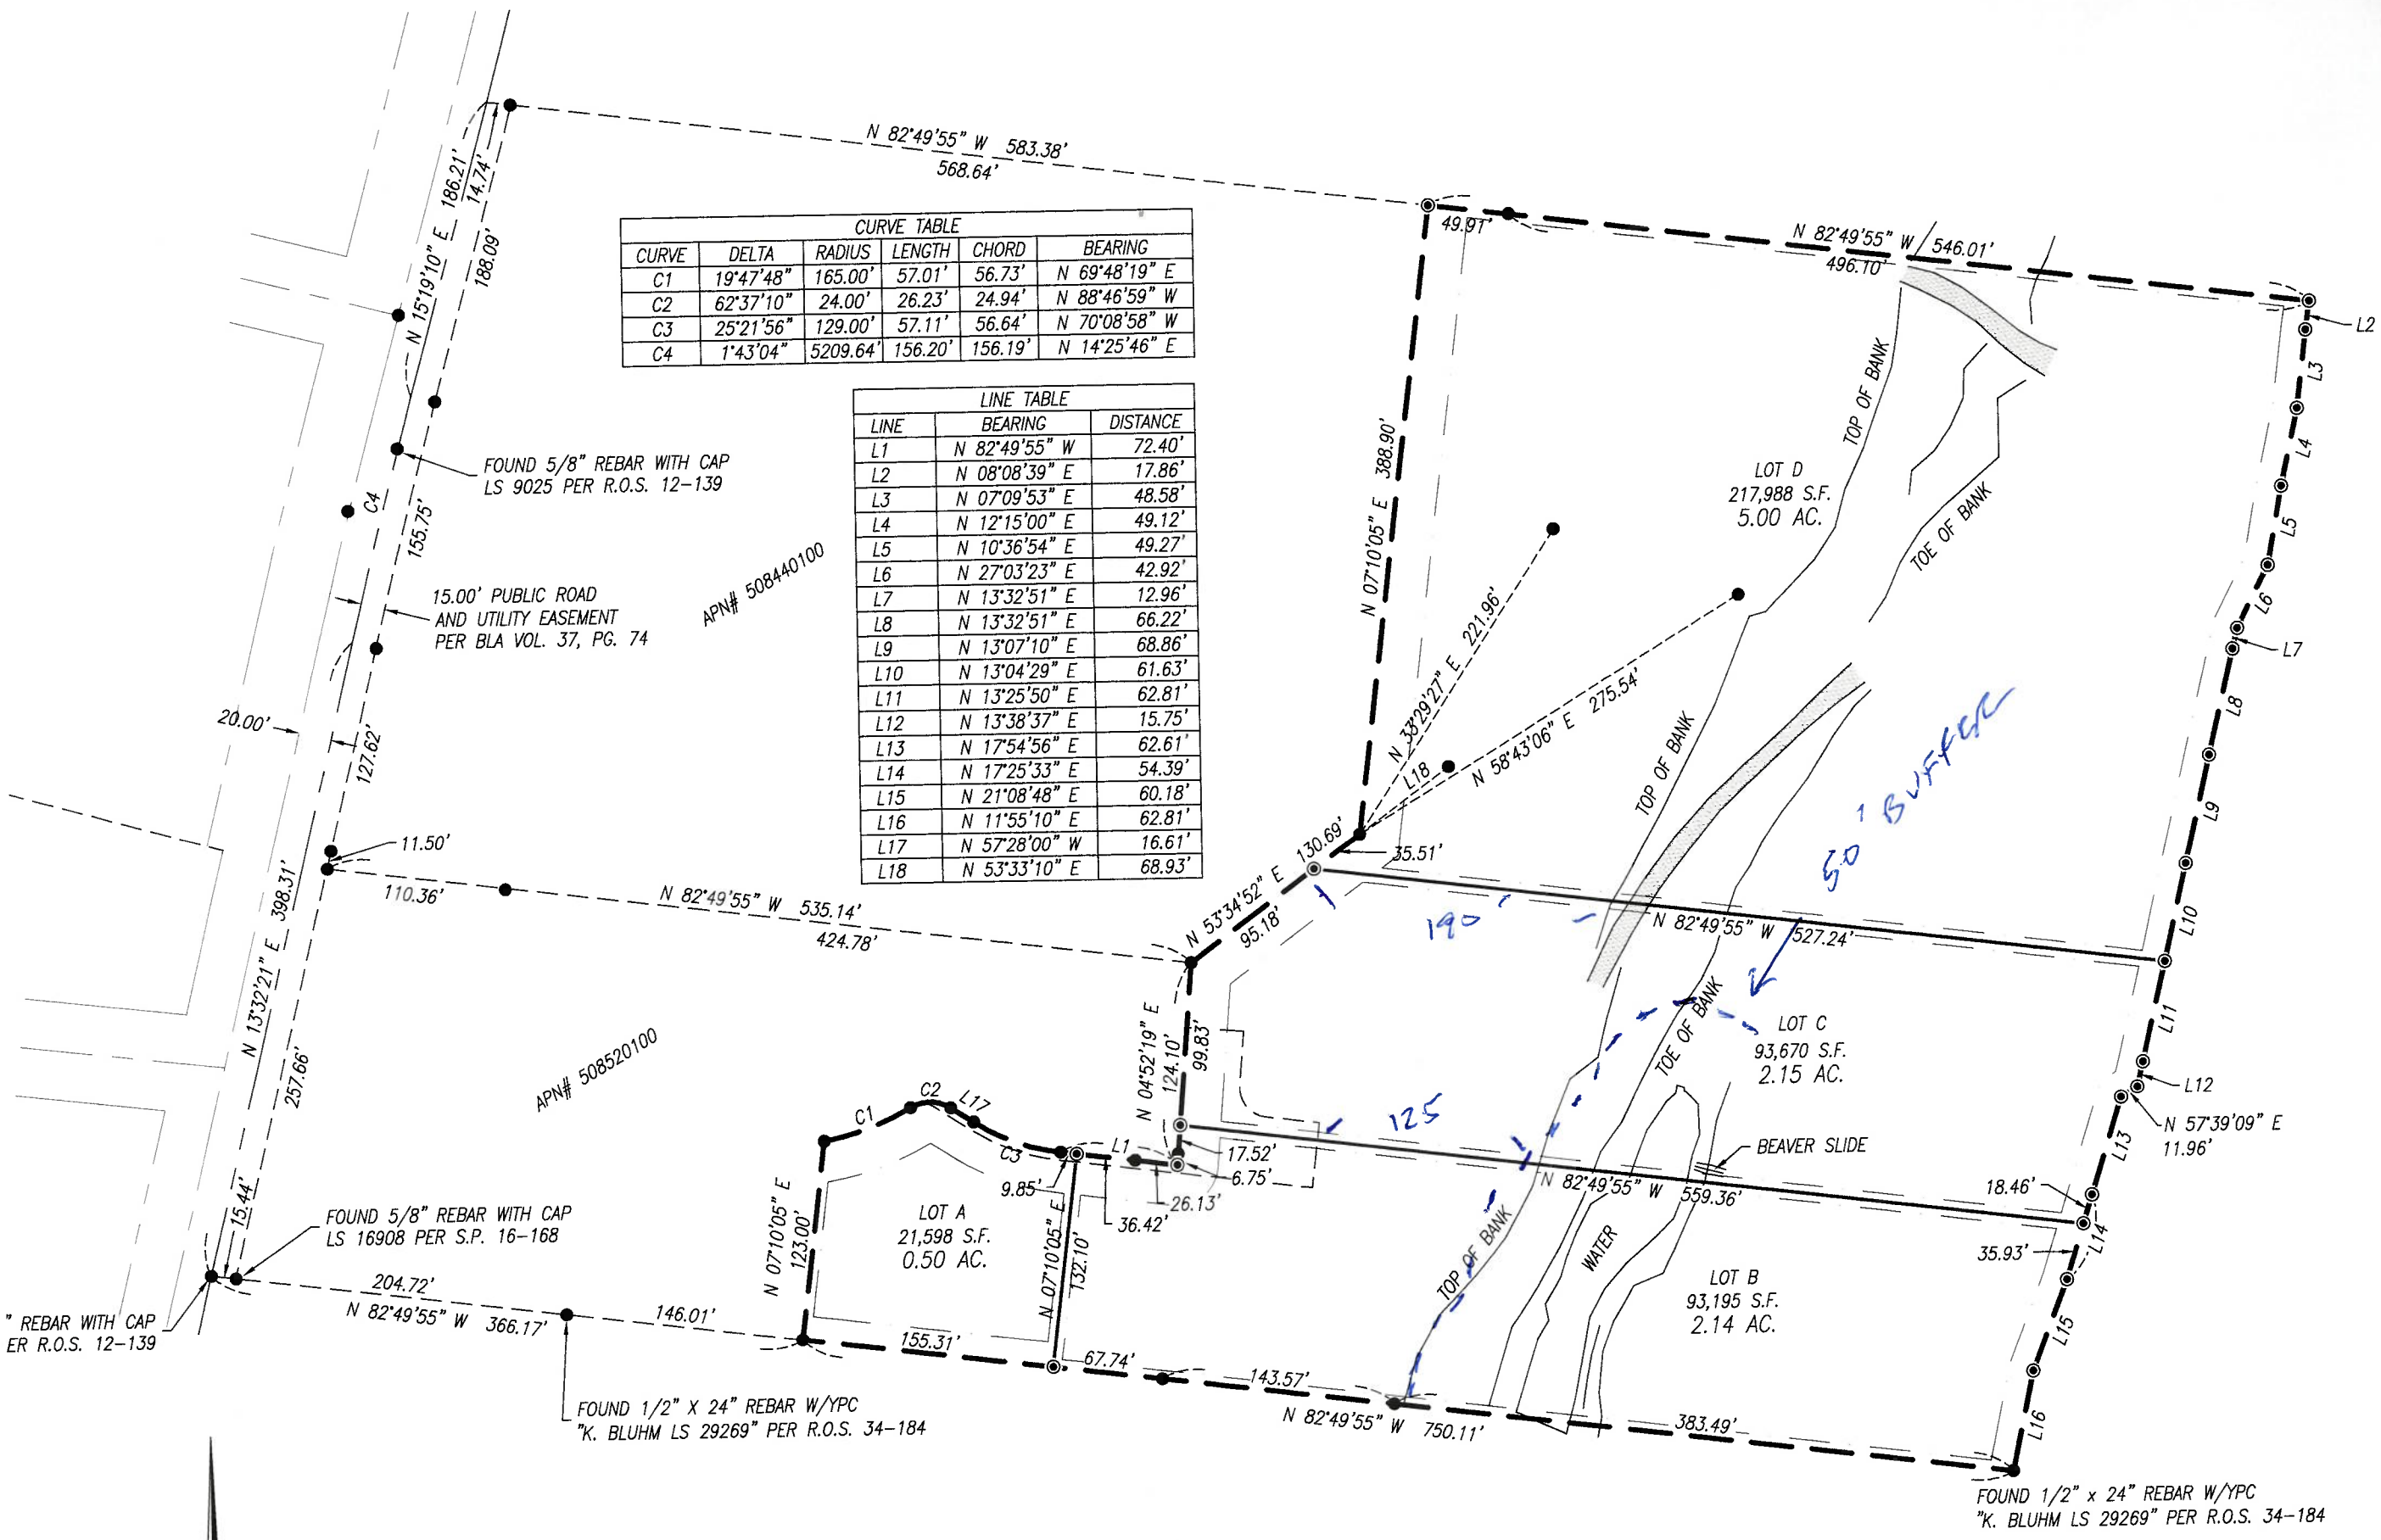 N 82°49'55" W 583.38'
568.64'
N 15°19'10" E 186.21'
14.74'
188.09'
CURVE TABLE
CURVE DELTA RADIUS LENGTH CHORD BEARING
C1 19°47'48" 165.00' 57.01' 56.73' N 69°48'19" E
C2 62°37'10" 24.00' 26.23' 24.94' N 88°46'59" W
C3 25°21'56" 129.00' 57.11' 56.64' N 70°08'58" W
C4 1°43'04" 5209.64' 156.20' 156.19' N 14°25'46" E
49.91'
N 82°49'55" W 546.01'
496.10'
L2
L3
L4
L5
L6
L7
L8
L9
L10
L11
L12
N 57°39'09" E
11.96'
L13
18.46'
L14
35.93'
L15
L16
LINE TABLE
LINE BEARING DISTANCE
L1 N 82°49'55" W 72.40'
L2 N 08°08'39" E 17.86'
L3 N 07°09'53" E 48.58'
L4 N 12°15'00" E 49.12'
L5 N 10°36'54" E 49.27'
L6 N 27°03'23" E 42.92'
L7 N 13°32'51" E 12.96'
L8 N 13°32'51" E 66.22'
L9 N 13°07'10" E 68.86'
L10 N 13°04'29" E 61.63'
L11 N 13°25'50" E 62.81'
L12 N 13°38'37" E 15.75'
L13 N 17°54'56" E 62.61'
L14 N 17°25'33" E 54.39'
L15 N 21°08'48" E 60.18'
L16 N 11°55'10" E 62.81'
L17 N 57°28'00" W 16.61'
L18 N 53°33'10" E 68.93'
FOUND 5/8" REBAR WITH CAP
LS 9025 PER R.O.S. 12-139
C4
155.75'
15.00' PUBLIC ROAD
AND UTILITY EASEMENT
PER BLA VOL. 37, PG. 74
APN# 508440100
20.00'
127.62'
11.50'
110.36'
N 82°49'55" W 535.14'
424.78'
N 13°32'21" E 398.31'
257.66'
15.44'
APN# 508520100
N 07°10'05" E 388.90'
N 33°29'27" E 221.96'
L18
N 58°43'06" E 275.54'
LOT D
217,988 S.F.
5.00 AC.
TOP OF BANK
TOE OF BANK
TOP OF BANK
50' BUFFER
N 53°34'52" E 130.69'
35.51'
95.18'
190'
N 82°49'55" W 527.24'
N 04°52'19" E
124.10'
99.83'
TOE OF BANK
LOT C
93,670 S.F.
2.15 AC.
125
BEAVER SLIDE
C1
C2
L17
C3
L1
17.52'
6.75'
26.13'
9.85'
36.42'
N 82°49'55" W 559.36'
N 07°10'05" E
123.00'
LOT A
21,598 S.F.
0.50 AC.
N 07°10'05" E
132.10'
TOP OF BANK
WATER
LOT B
93,195 S.F.
2.14 AC.
FOUND 5/8" REBAR WITH CAP
LS 16908 PER S.P. 16-168
204.72'
N 82°49'55" W 366.17'
146.01'
" REBAR WITH CAP
ER R.O.S. 12-139
155.31'
67.74'
143.57'
N 82°49'55" W 750.11'
383.49'
FOUND 1/2" X 24" REBAR W/YPC
"K. BLUHM LS 29269" PER R.O.S. 34-184
FOUND 1/2" x 24" REBAR W/YPC
"K. BLUHM LS 29269" PER R.O.S. 34-184